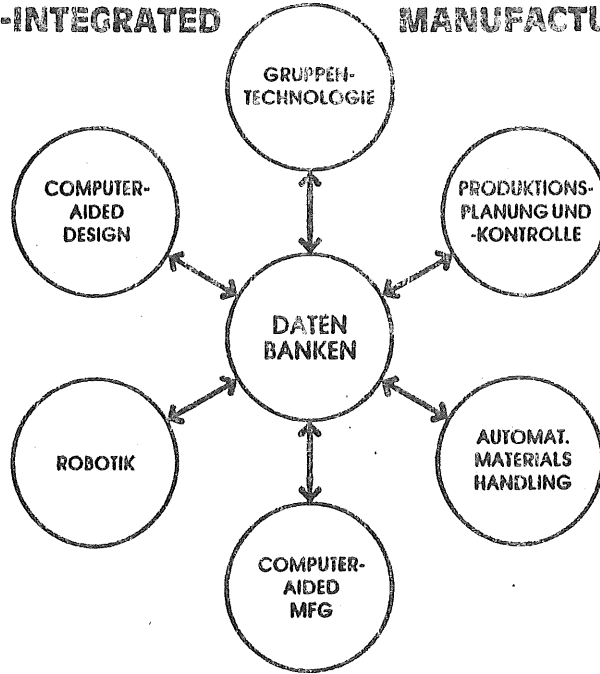 -INTEGRATED MANUFACTU
GRUPPEN-
TECHNOLOGIE
COMPUTER-
AIDED
DESIGN
PRODUKTIONS-
PLANUNG UND
-KONTROLLE
DATEN
BANKEN
ROBOTIK
AUTOMAT.
MATERIALS
HANDLING
COMPUTER-
AIDED
MFG